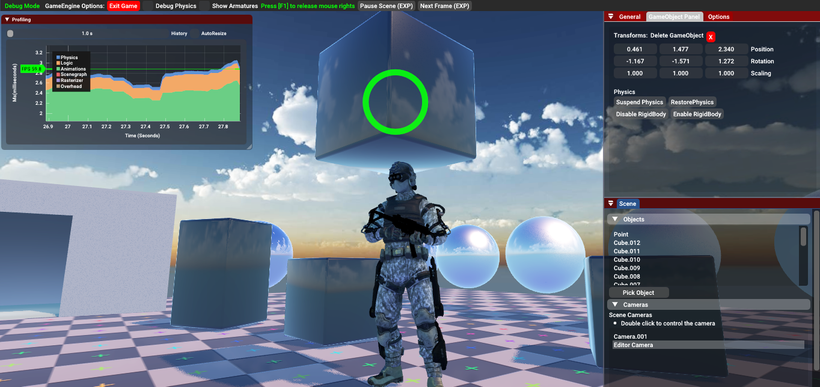 Debug Mode GameEngine Options: Exit Game Debug Physics Show Armatures Press [F1] to release mouse rights Pause Scene (EXP) Next Frame (EXP)
Profiling
1.0 s History AutoResize
Ms(milliseconds)
3.2
3
2.8
2.6
2.4
2.2
2
Physics
Logic
Animations
Scenegraph
Rasterizer
Overhead
26.9 27 27.1 27.2 27.3 27.4 27.5 27.6 27.7 27.8
Time (Seconds)
General GameObject Panel Options
Transforms: Delete GameObject X
0.461 1.477 2.340 Position
-1.167 -1.571 1.272 Rotation
1.000 1.000 1.000 Scaling
Physics
Suspend Physics RestorePhysics
Disable RigidBody Enable RigidBody
Scene
Objects
Point
Cube.012
Cube.011
Cube.010
Cube.009
Cube.008
Cube.007
Pick Object
Cameras
Scene Cameras
Double click to control the camera
Camera.001
Editor Camera